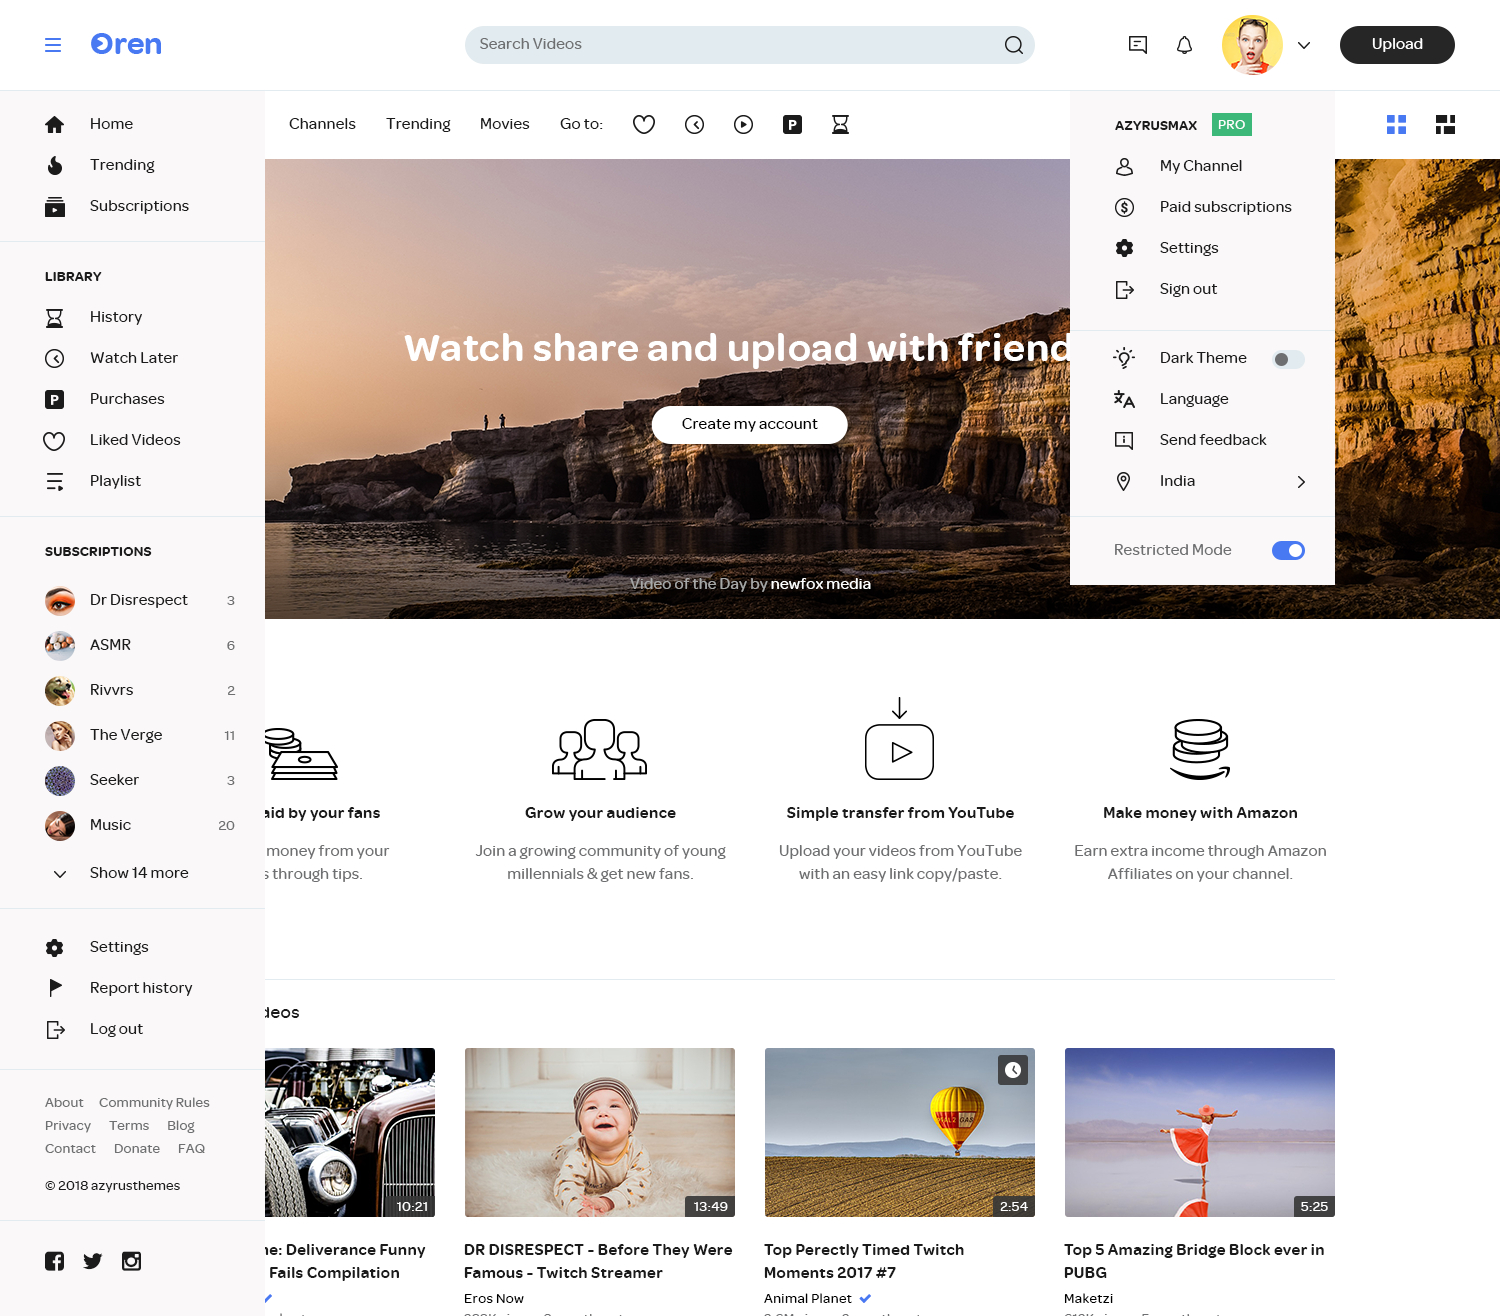 Oren
Search Videos
Upload
Home
Trending
Subscriptions
LIBRARY
History
Watch Later
Purchases
Liked Videos
Playlist
SUBSCRIPTIONS
Dr Disrespect 3
ASMR 6
Rivvrs 2
The Verge 11
Seeker 3
Music 20
Show 14 more
Settings
Report history
Log out
About Community Rules
Privacy Terms Blog
Contact Donate FAQ
© 2018 azyrusthemes
Channels Trending Movies Go to:
P
Watch share and upload with friend
Create my account
Video of the Day by newfox media
AZYRUSMAX PRO
My Channel
Paid subscriptions
Settings
Sign out
Dark Theme
Language
Send feedback
India
Restricted Mode
aid by your fans
money from your
s through tips.
Grow your audience
Join a growing community of young
millennials & get new fans.
Simple transfer from YouTube
Upload your videos from YouTube
with an easy link copy/paste.
Make money with Amazon
Earn extra income through Amazon
Affiliates on your channel.
deos
10:21
ne: Deliverance Funny
Fails Compilation
13:49
DR DISRESPECT - Before They Were
Famous - Twitch Streamer
Eros Now
2:54
Top Perectly Timed Twitch
Moments 2017 #7
Animal Planet
5:25
Top 5 Amazing Bridge Block ever in
PUBG
Maketzi